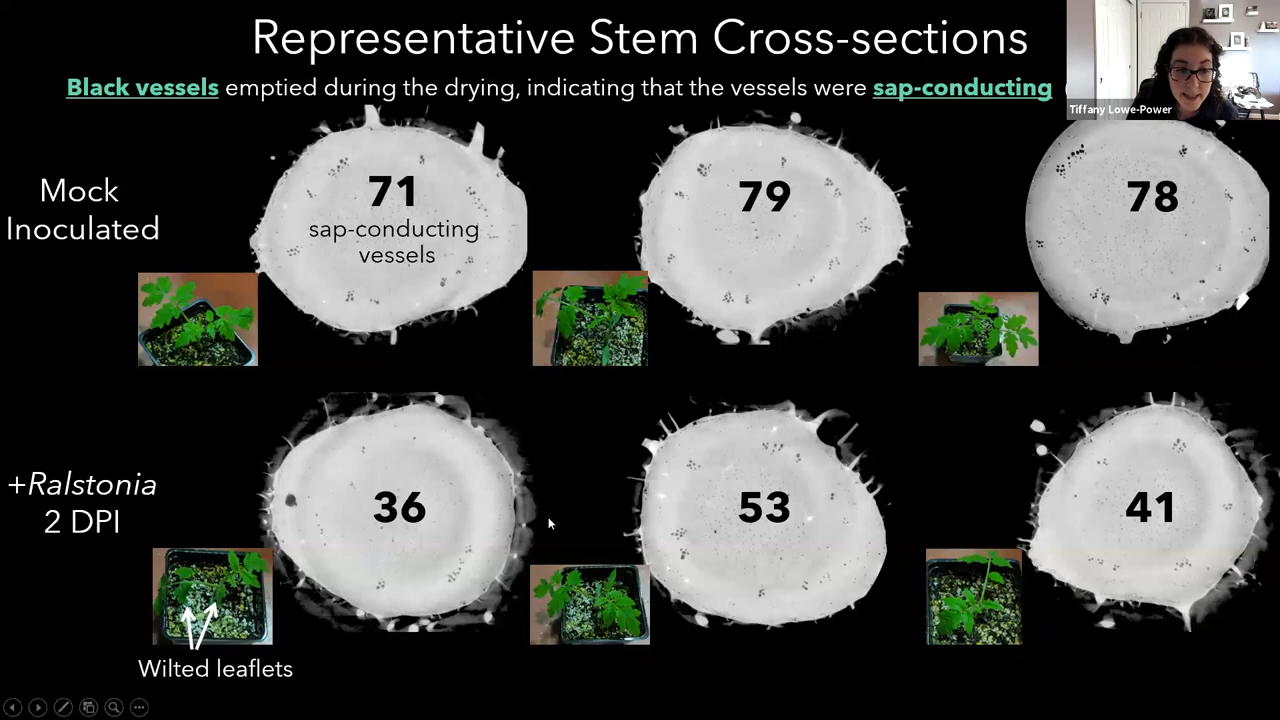 Representative Stem Cross-sections
Black vessels emptied during the drying, indicating that the vessels were sap-conducting
Tiffany Lowe-Power
Mock
Inoculated
71
sap-conducting
vessels
79
78
+Ralstonia
2 DPI
36
53
41
Wilted leaflets